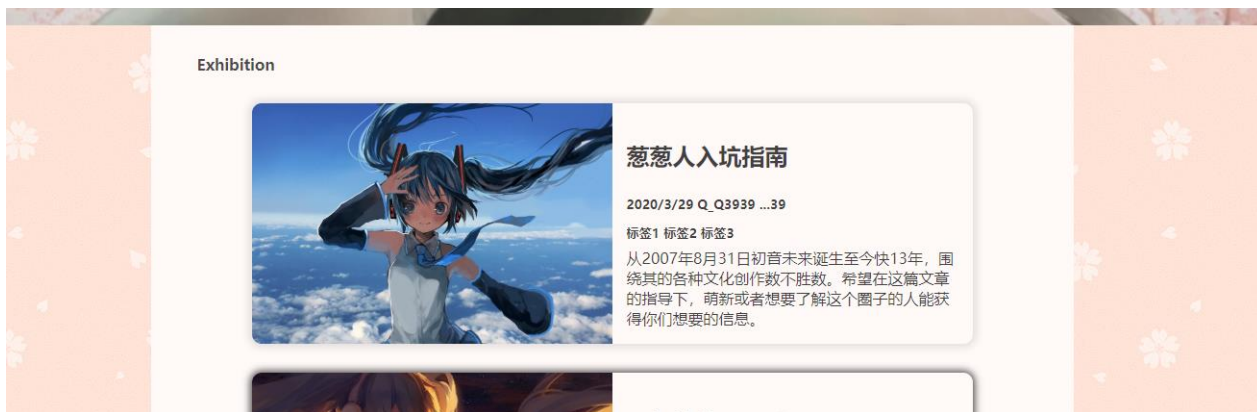 Exhibition
葱葱人入坑指南
2020/3/29 Q_Q3939 ...39
标签1 标签2 标签3
从2007年8月31日初音未来诞生至今快13年，围
绕其的各种文化创作数不胜数。希望在这篇文章
的指导下，萌新或者想要了解这个圈子的人能获
得你们想要的信息。